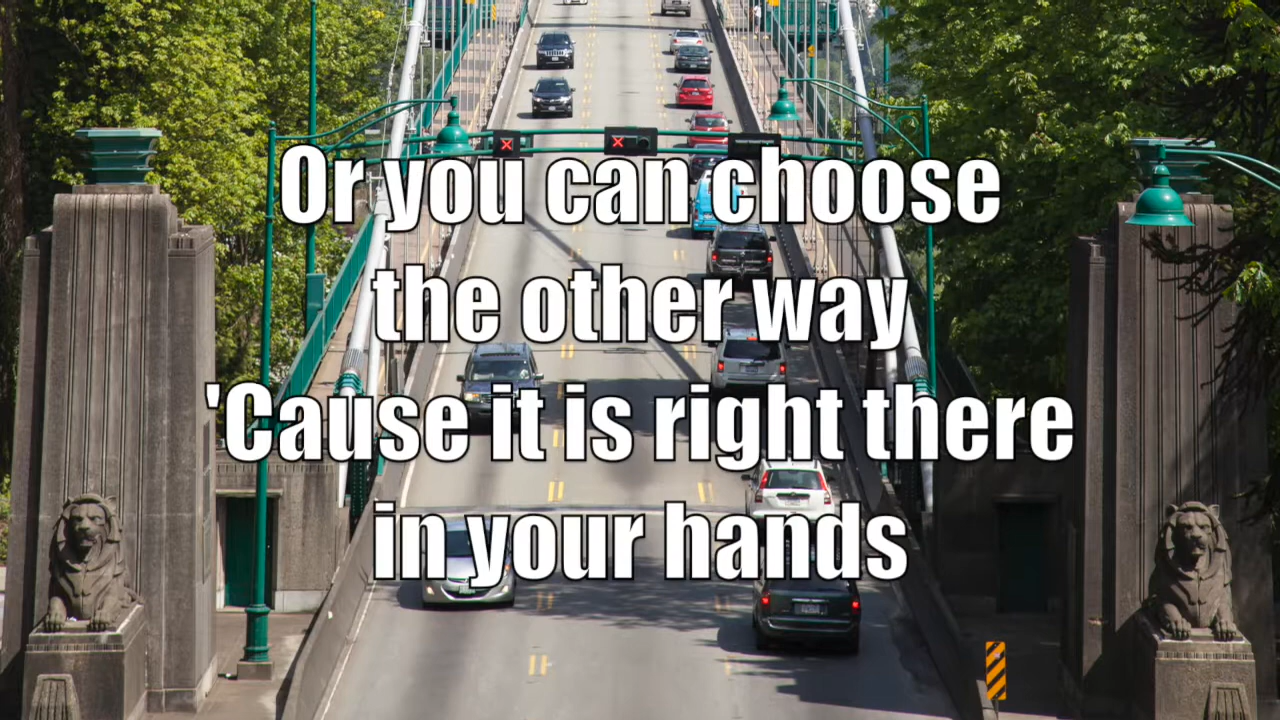 Or you can choose
the other way
'Cause it is right there
in your hands